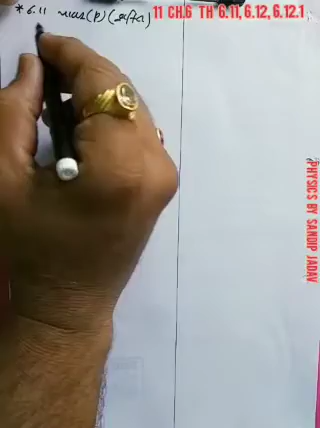 * 6.11
11 CH.6 TH 6.11, 6.12, 6.12.1
PHYSICS BY SANDIP JADAV